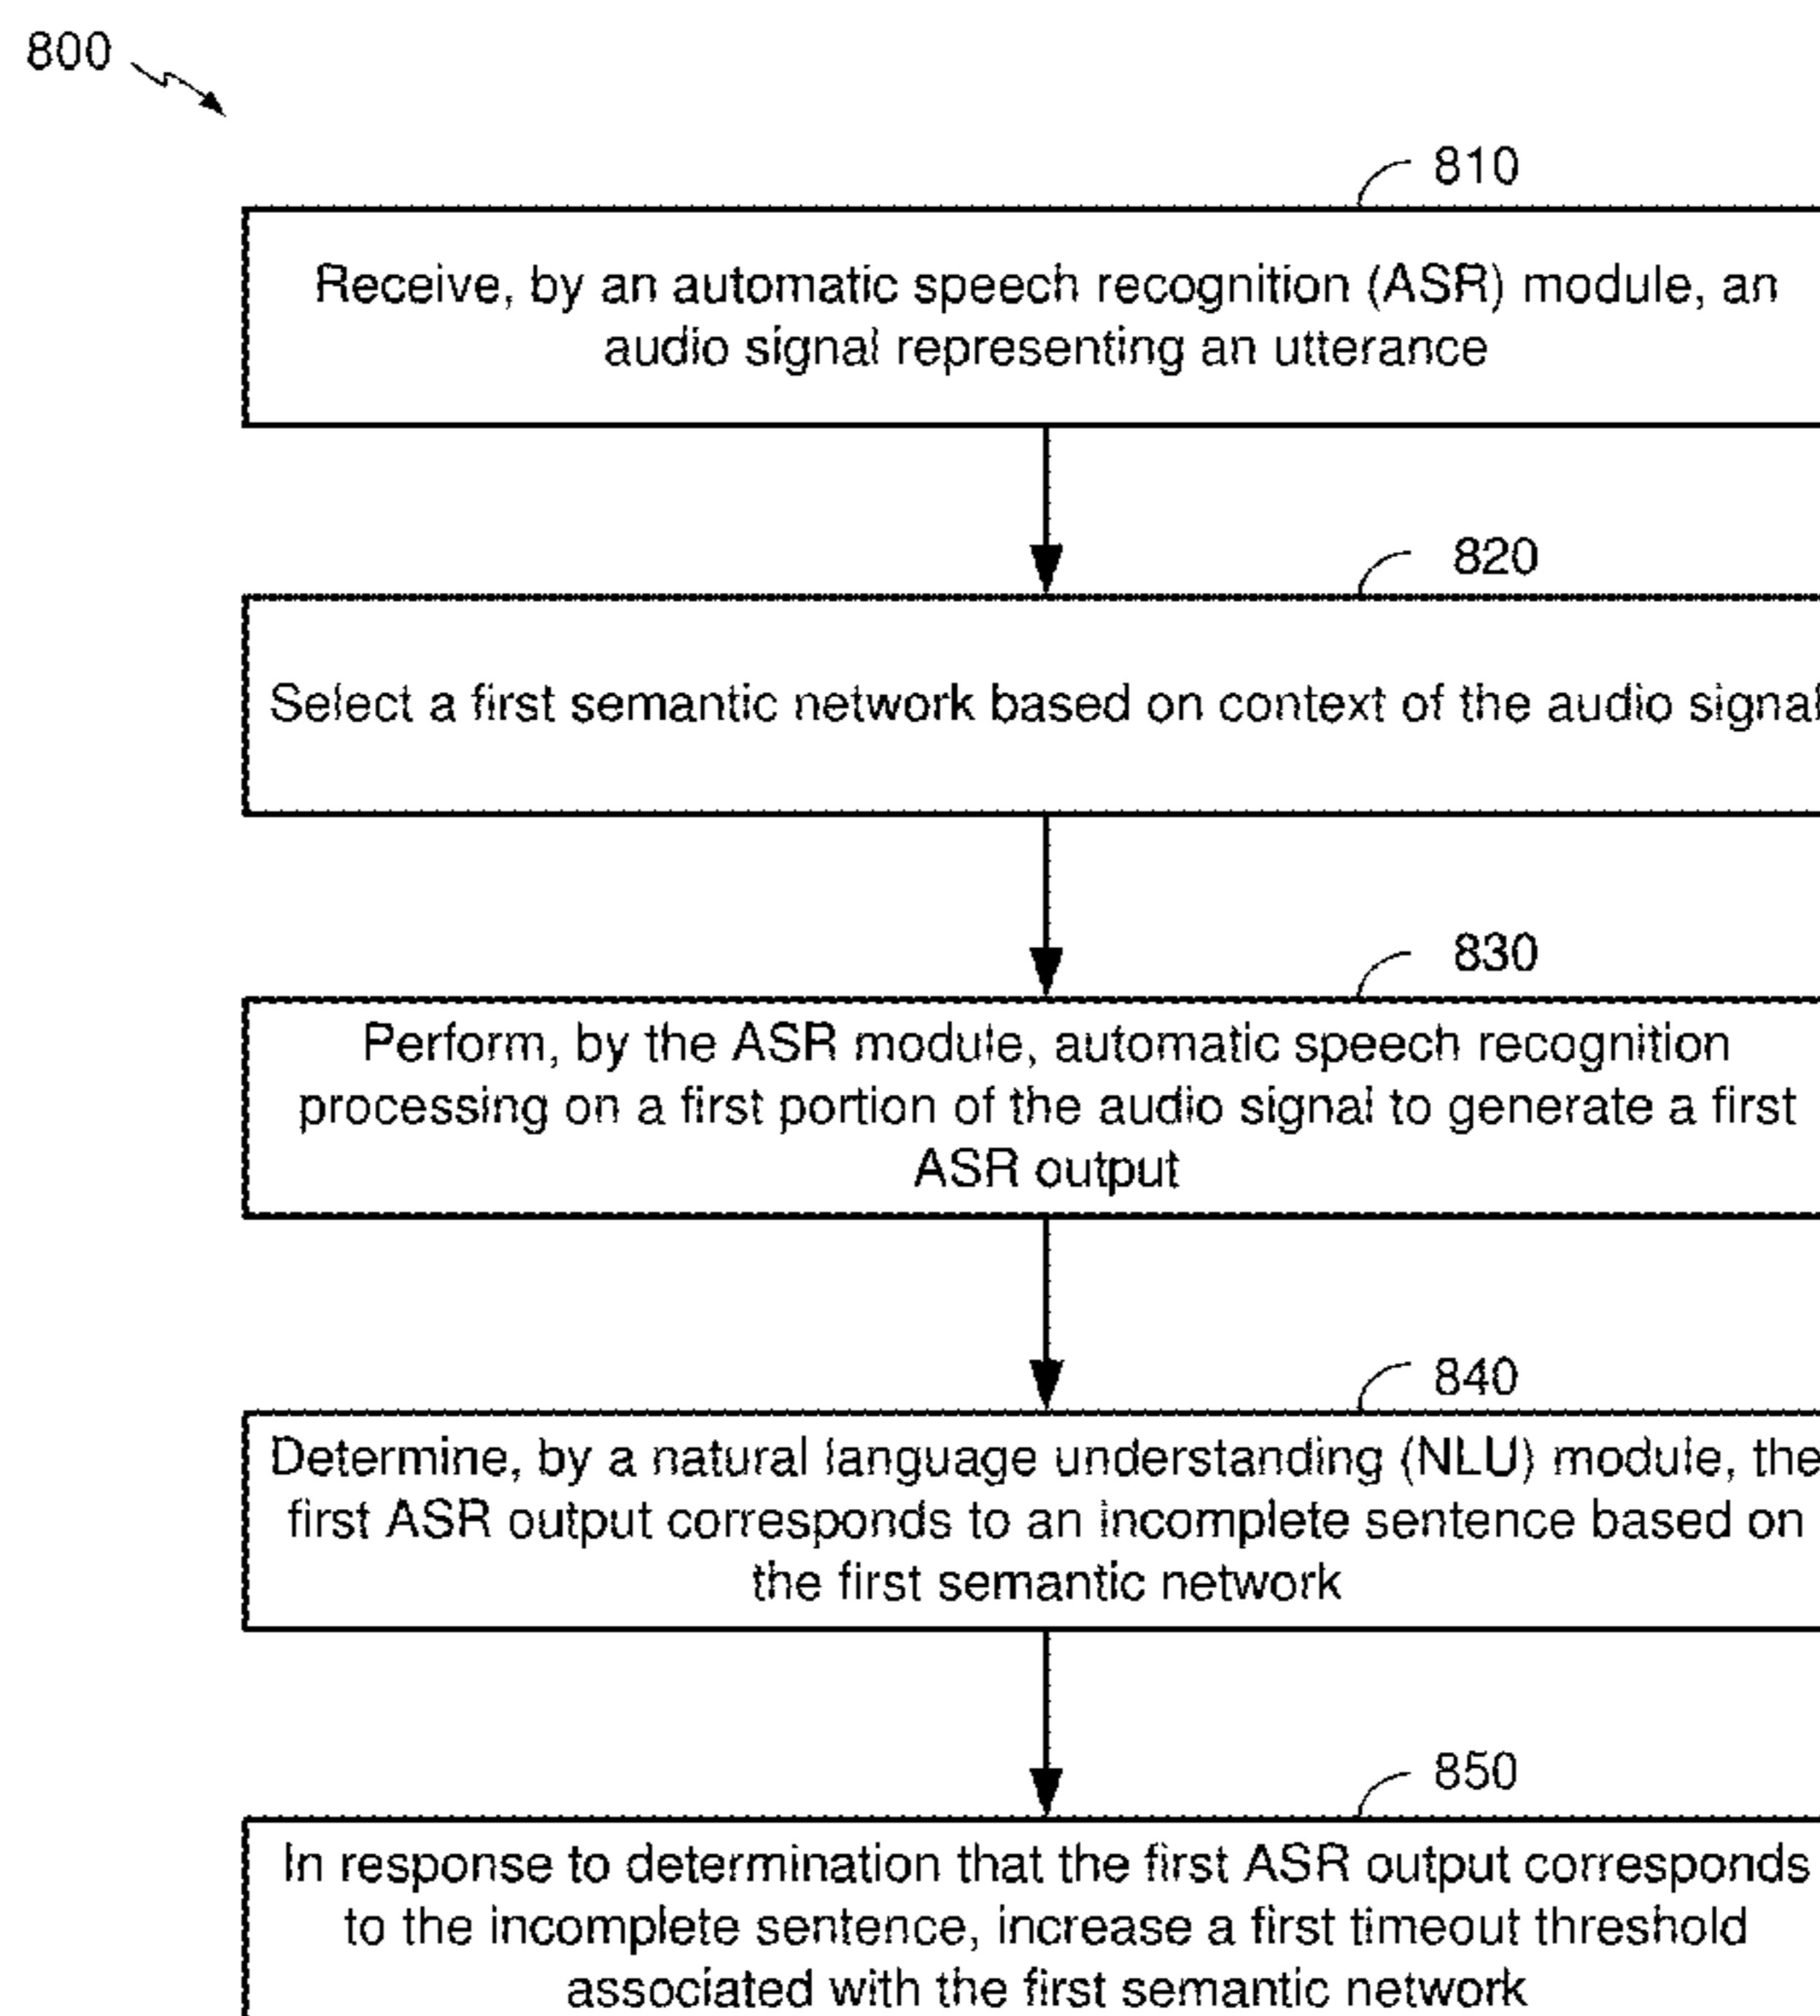 800
810
Receive, by an automatic speech recognition (ASR) module, an
audio signal representing an utterance
820
Select a first semantic network based on context of the audio signal
830
Perform, by the ASR module, automatic speech recognition
processing on a first portion of the audio signal to generate a first
ASR output
840
Determine, by a natural language understanding (NLU) module, the
first ASR output corresponds to an incomplete sentence based on
the first semantic network
850
In response to determination that the first ASR output corresponds
to the incomplete sentence, increase a first timeout threshold
associated with the first semantic network